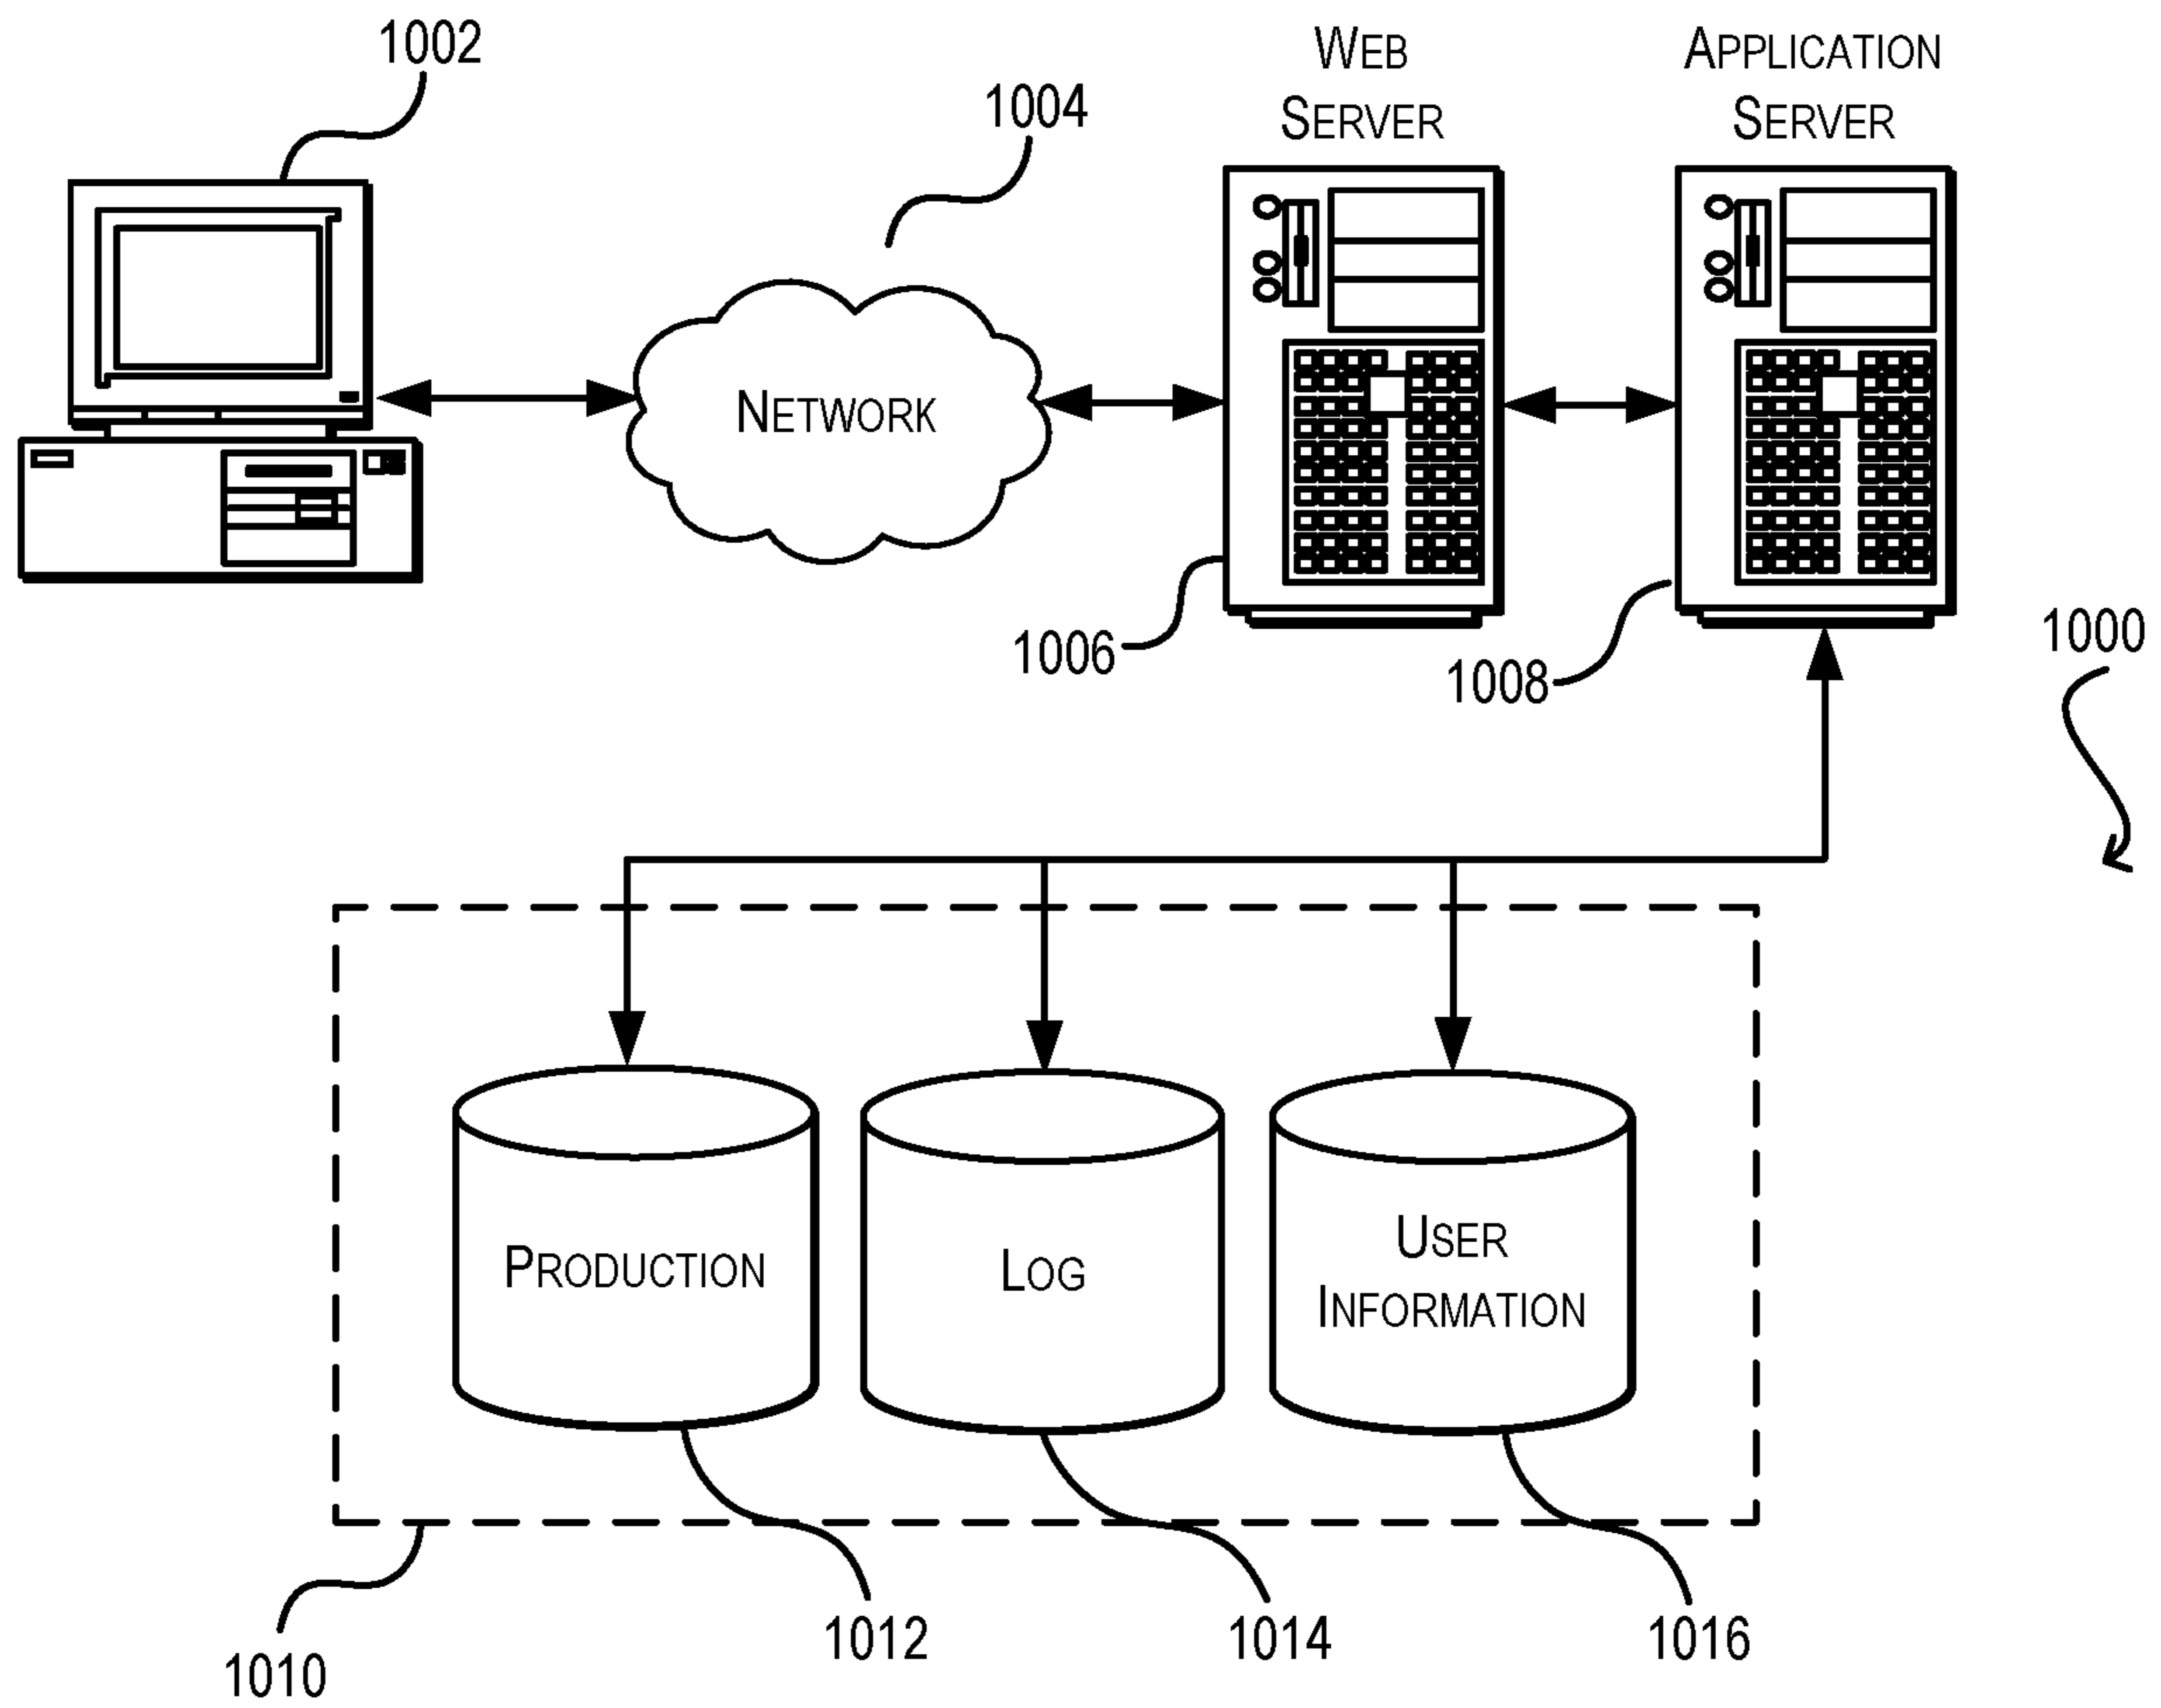 1002
1004
WEB
SERVER
APPLICATION
SERVER
NETWORK
1006
1008
1000
PRODUCTION
LOG
USER
INFORMATION
1010
1012
1014
1016